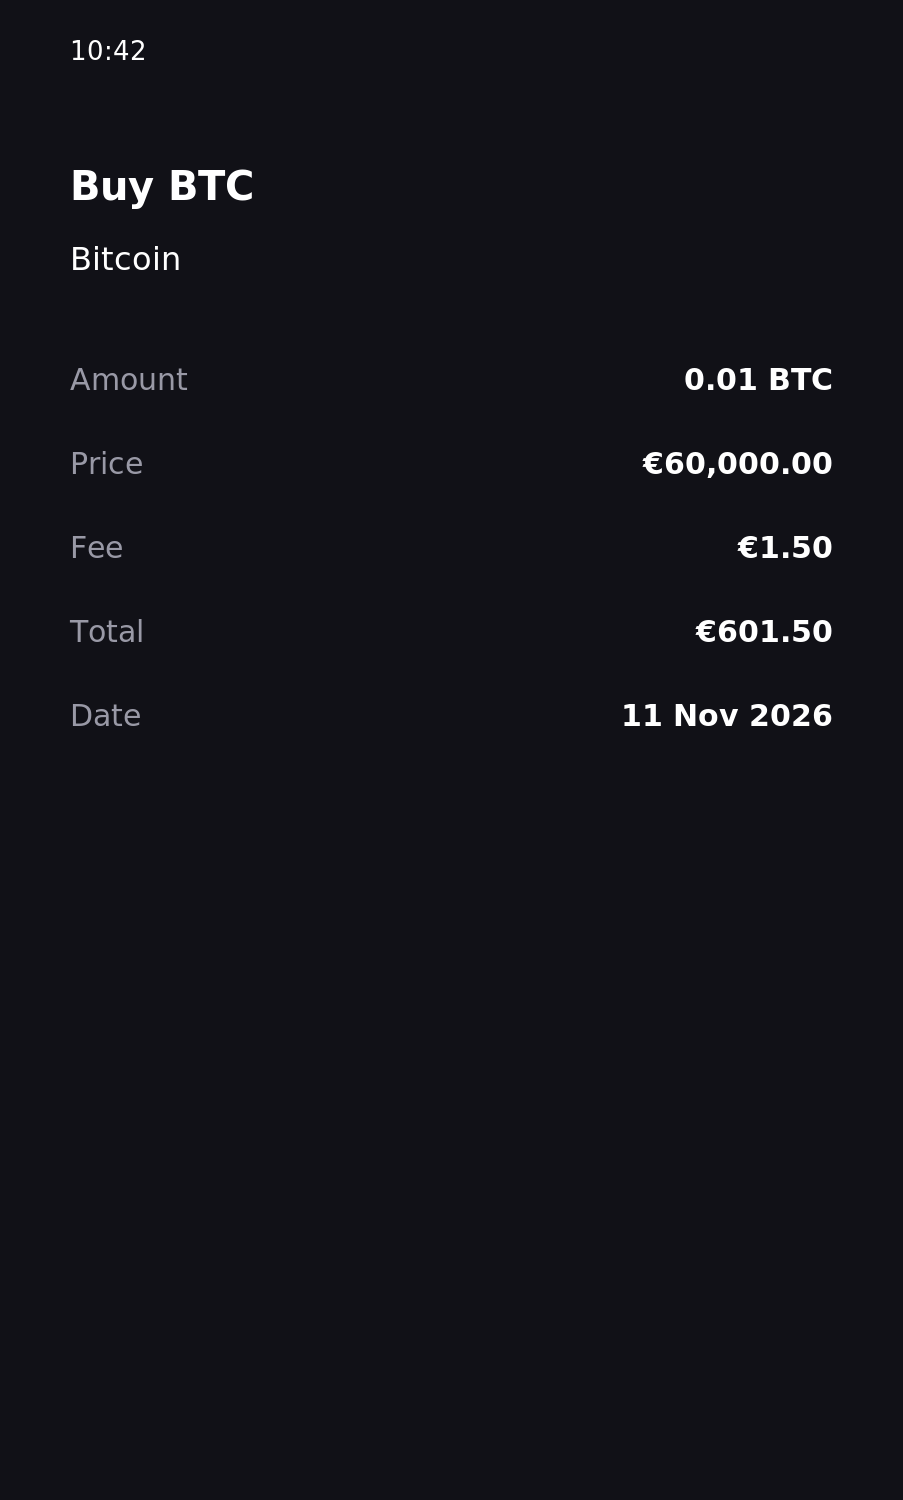 10:42
Buy BTC
Bitcoin
Amount 0.01 BTC
Price €60,000.00
Fee €1.50
Total €601.50
Date 11 Nov 2026